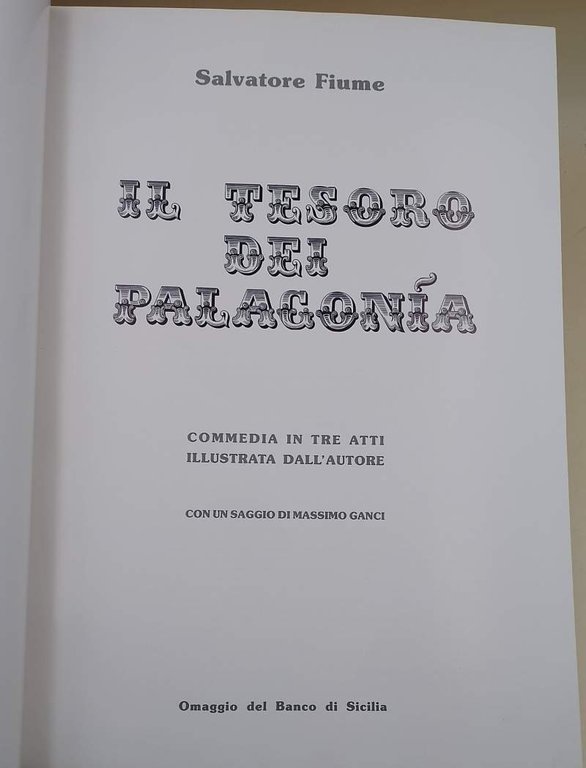 Salvatore Fiume
IL TESORO
DEI
PALAGONÍA
COMMEDIA IN TRE ATTI
ILLUSTRATA DALL'AUTORE
CON UN SAGGIO DI MASSIMO GANCI
Omaggio del Banco di Sicilia